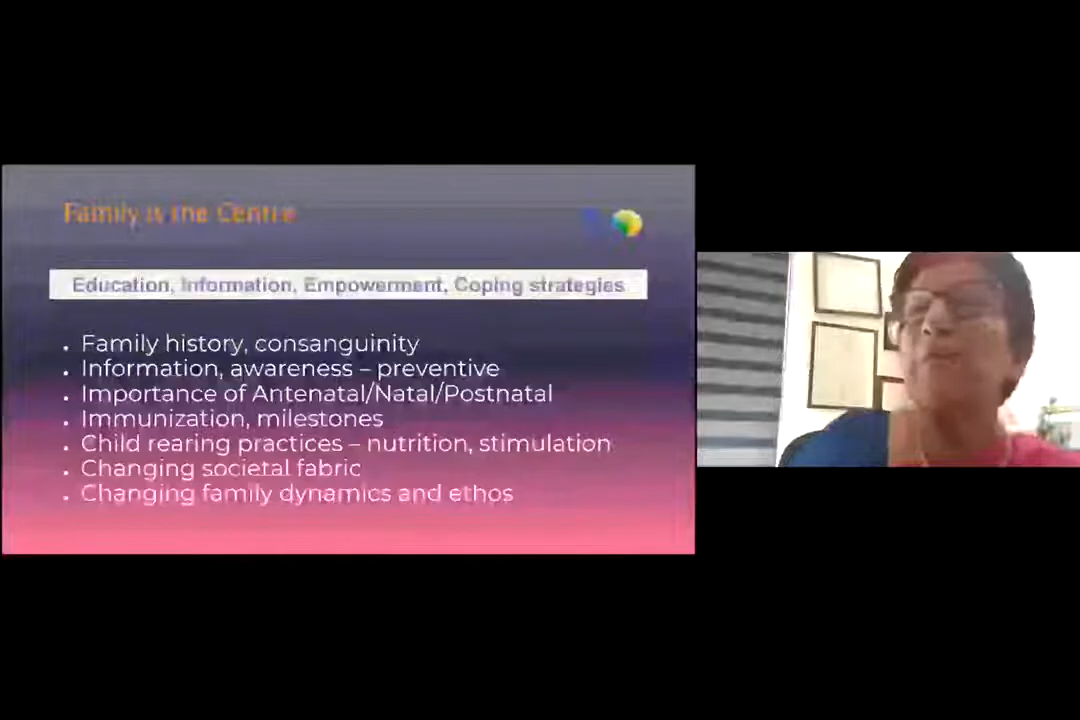 Family is the Centre
Education, Information, Empowerment, Coping strategies
• Family history, consanguinity
• Information, awareness – preventive
• Importance of Antenatal/Natal/Postnatal
• Immunization, milestones
• Child rearing practices – nutrition, stimulation
• Changing societal fabric
• Changing family dynamics and ethos